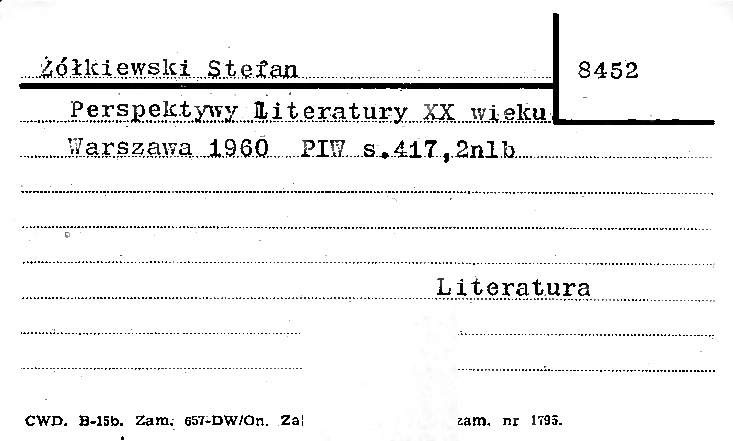 Żółkiewski Stefan
8452
Perspektywy Literatury XX wieku
Warszawa 1960 PIW s.417,2nlb
Literatura
CWD. B-15b. Zam. 657-DW/On. Zal zam. nr 1795.